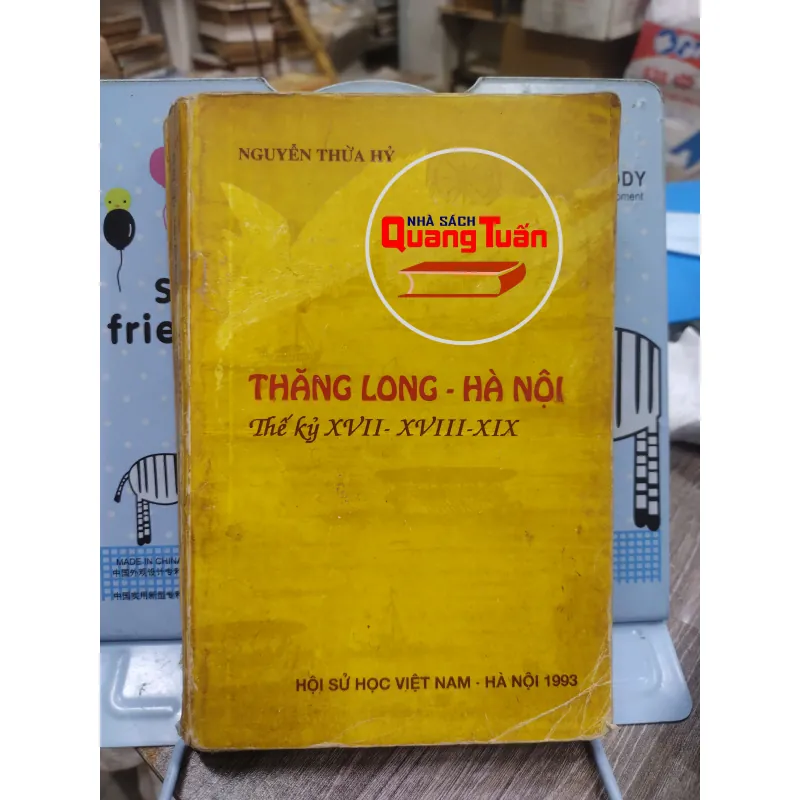 NGUYỄN THỪA HỶ
NHÀ SÁCH
Quang Tuấn
THĂNG LONG - HÀ NỘI
Thế kỷ XVII- XVIII-XIX
HỘI SỬ HỌC VIỆT NAM - HÀ NỘI 1993
MADE IN CHINA